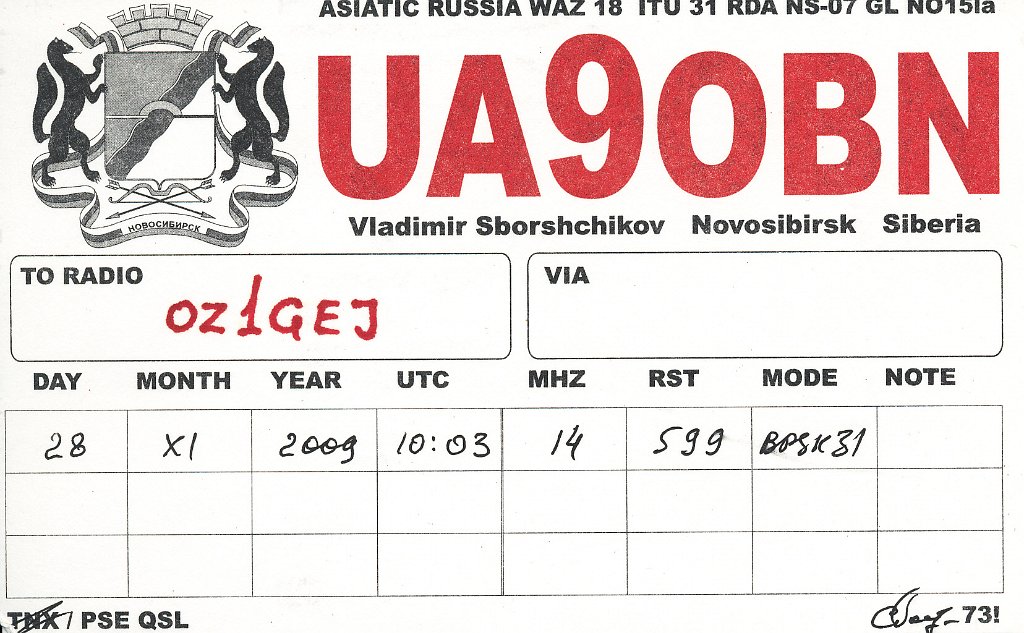 ASIATIC RUSSIA WAZ 18 ITU 31 RDA NS-07 GL NO15la
UA9OBN
НОВОСИБИРСК
Vladimir Sborshchikov Novosibirsk Siberia
TO RADIO
OZ1GEJ
VIA
DAY MONTH YEAR UTC MHZ RST MODE NOTE
28 XI 2009 10:03 14 599 BPSK31
TNX / PSE QSL
73!